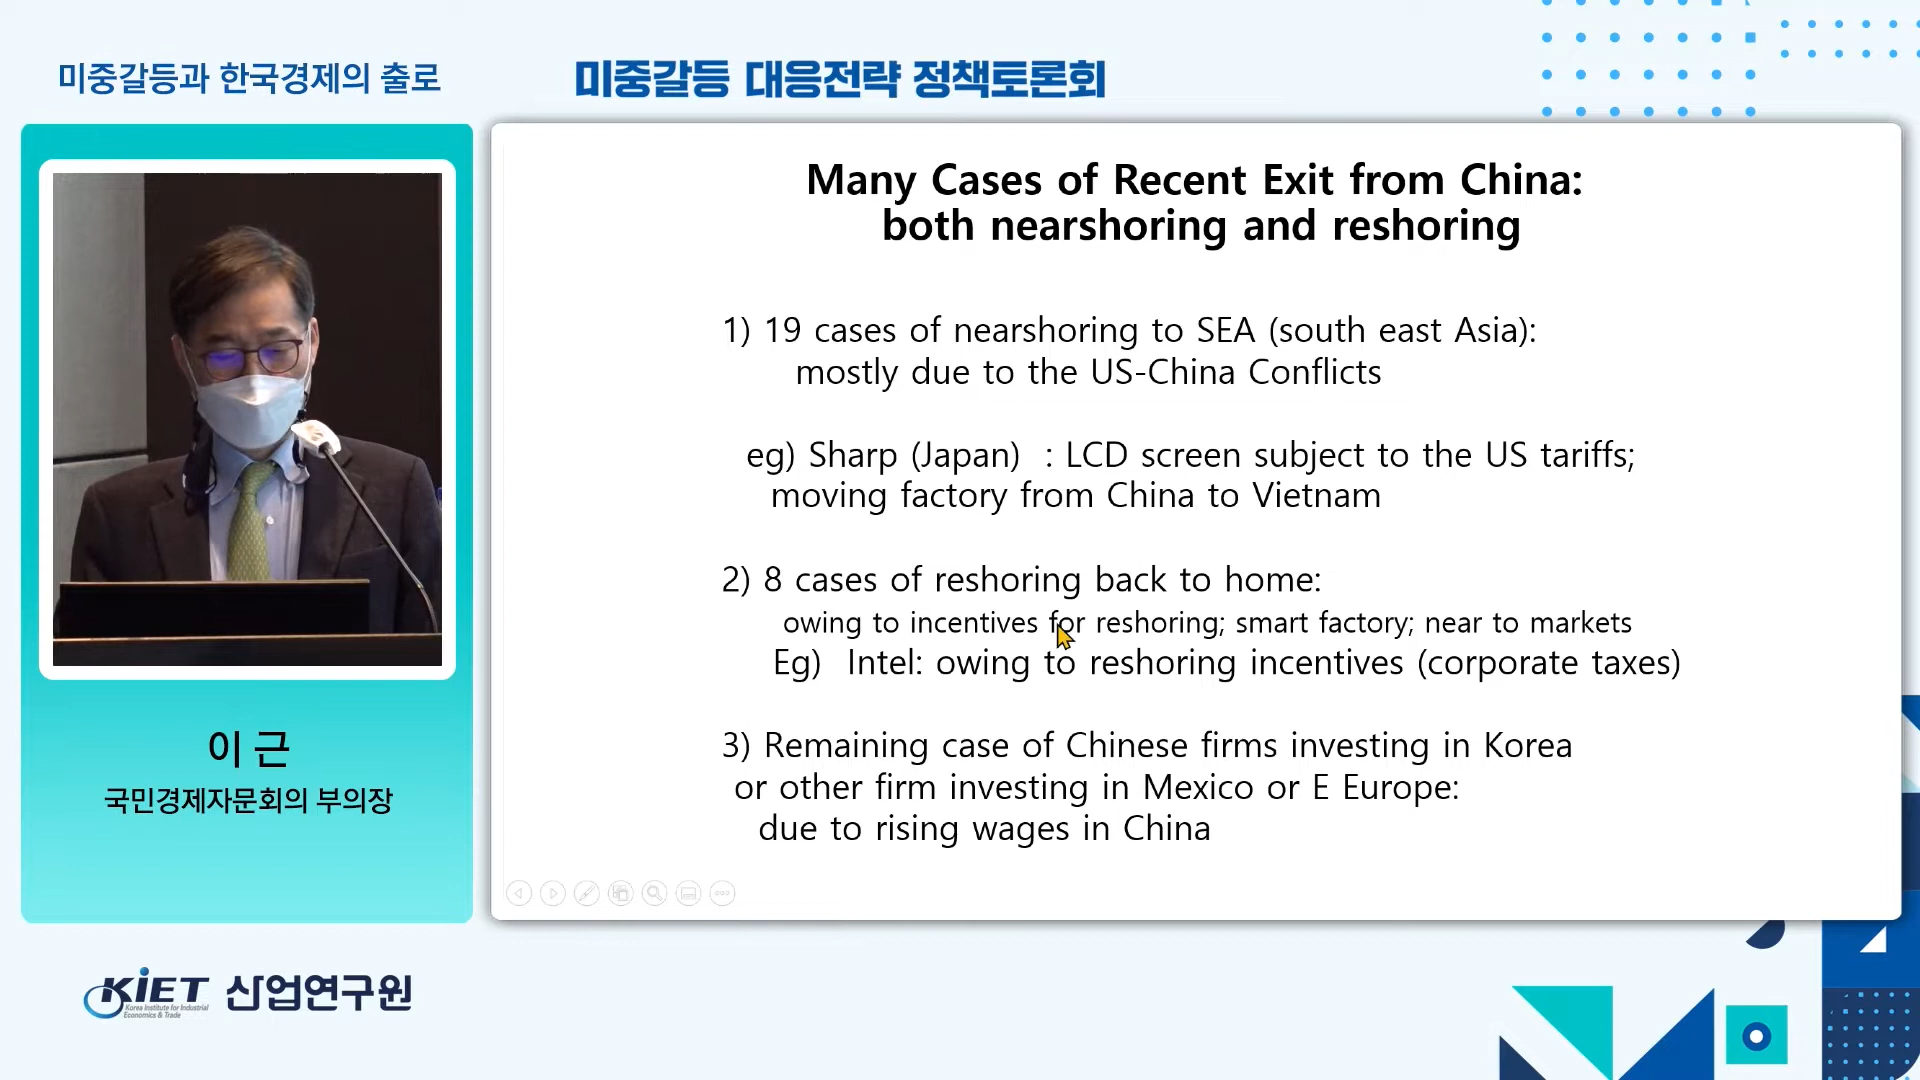 미중갈등과 한국경제의 출로
미중갈등 대응전략 정책토론회
Many Cases of Recent Exit from China:
both nearshoring and reshoring
1) 19 cases of nearshoring to SEA (south east Asia):
mostly due to the US-China Conflicts
eg) Sharp (Japan) : LCD screen subject to the US tariffs;
moving factory from China to Vietnam
2) 8 cases of reshoring back to home:
owing to incentives for reshoring; smart factory; near to markets
Eg) Intel: owing to reshoring incentives (corporate taxes)
3) Remaining case of Chinese firms investing in Korea
or other firm investing in Mexico or E Europe:
due to rising wages in China
이 근
국민경제자문회의 부의장
KiET 산업연구원
Korea Institute for Industrial
Economics & Trade